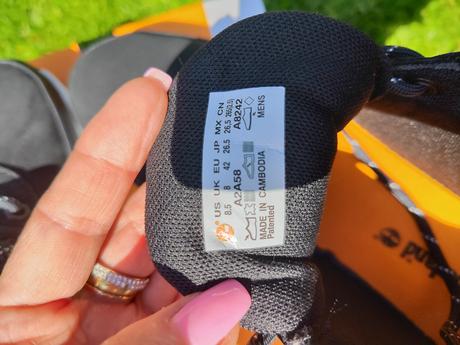 US UK EU JP MX CN
8,5 8 42 26.5 26,5 265(2.5)
A2A58 A8242
MADE IN CAMBODIA MENS
Patented